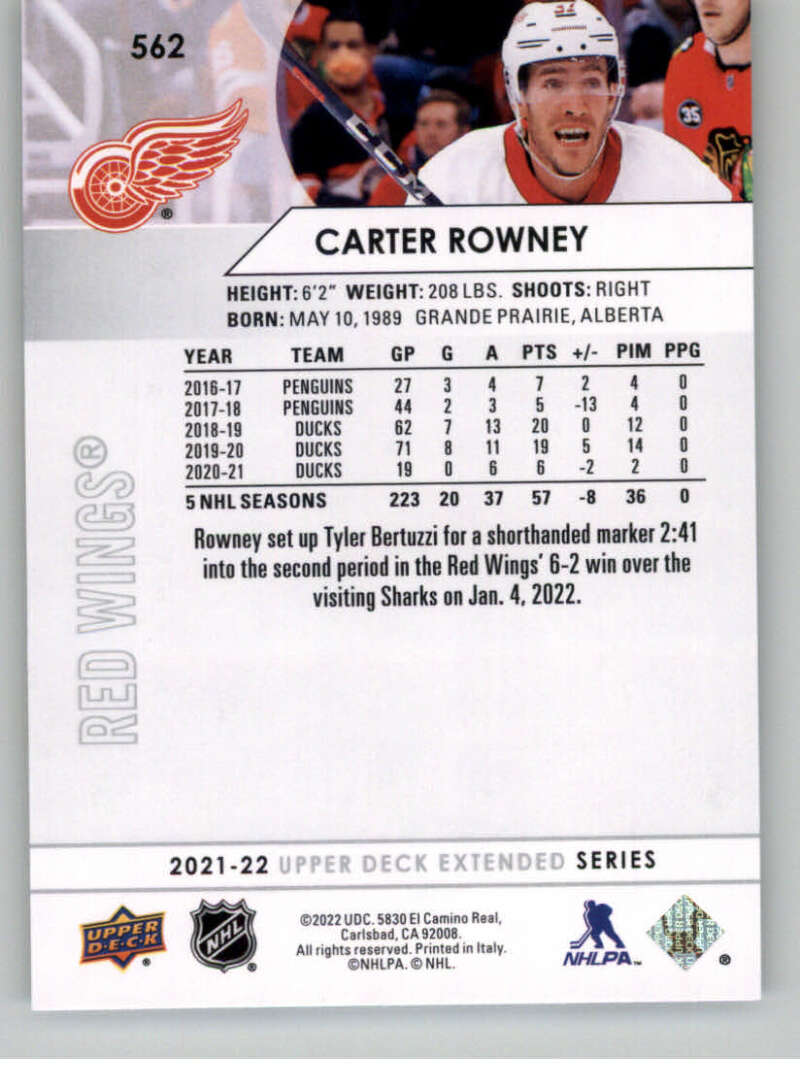 562
37
CCM
35
®
CARTER ROWNEY
HEIGHT: 6'2" WEIGHT: 208 LBS. SHOOTS: RIGHT
BORN: MAY 10, 1989 GRANDE PRAIRIE, ALBERTA
YEAR TEAM GP G A PTS +/- PIM PPG
2016-17 PENGUINS 27 3 4 7 2 4 0
2017-18 PENGUINS 44 2 3 5 -13 4 0
2018-19 DUCKS 62 7 13 20 0 12 0
2019-20 DUCKS 71 8 11 19 5 14 0
2020-21 DUCKS 19 0 6 6 -2 2 0
5 NHL SEASONS 223 20 37 57 -8 36 0
Rowney set up Tyler Bertuzzi for a shorthanded marker 2:41
into the second period in the Red Wings' 6-2 win over the
visiting Sharks on Jan. 4, 2022.
RED WINGS®
2021-22 UPPER DECK EXTENDED SERIES
UPPER
D·E·C·K
®
NHL
®
©2022 UDC. 5830 El Camino Real,
Carlsbad, CA 92008.
All rights reserved. Printed in Italy.
©NHLPA. © NHL.
NHLPA™
®